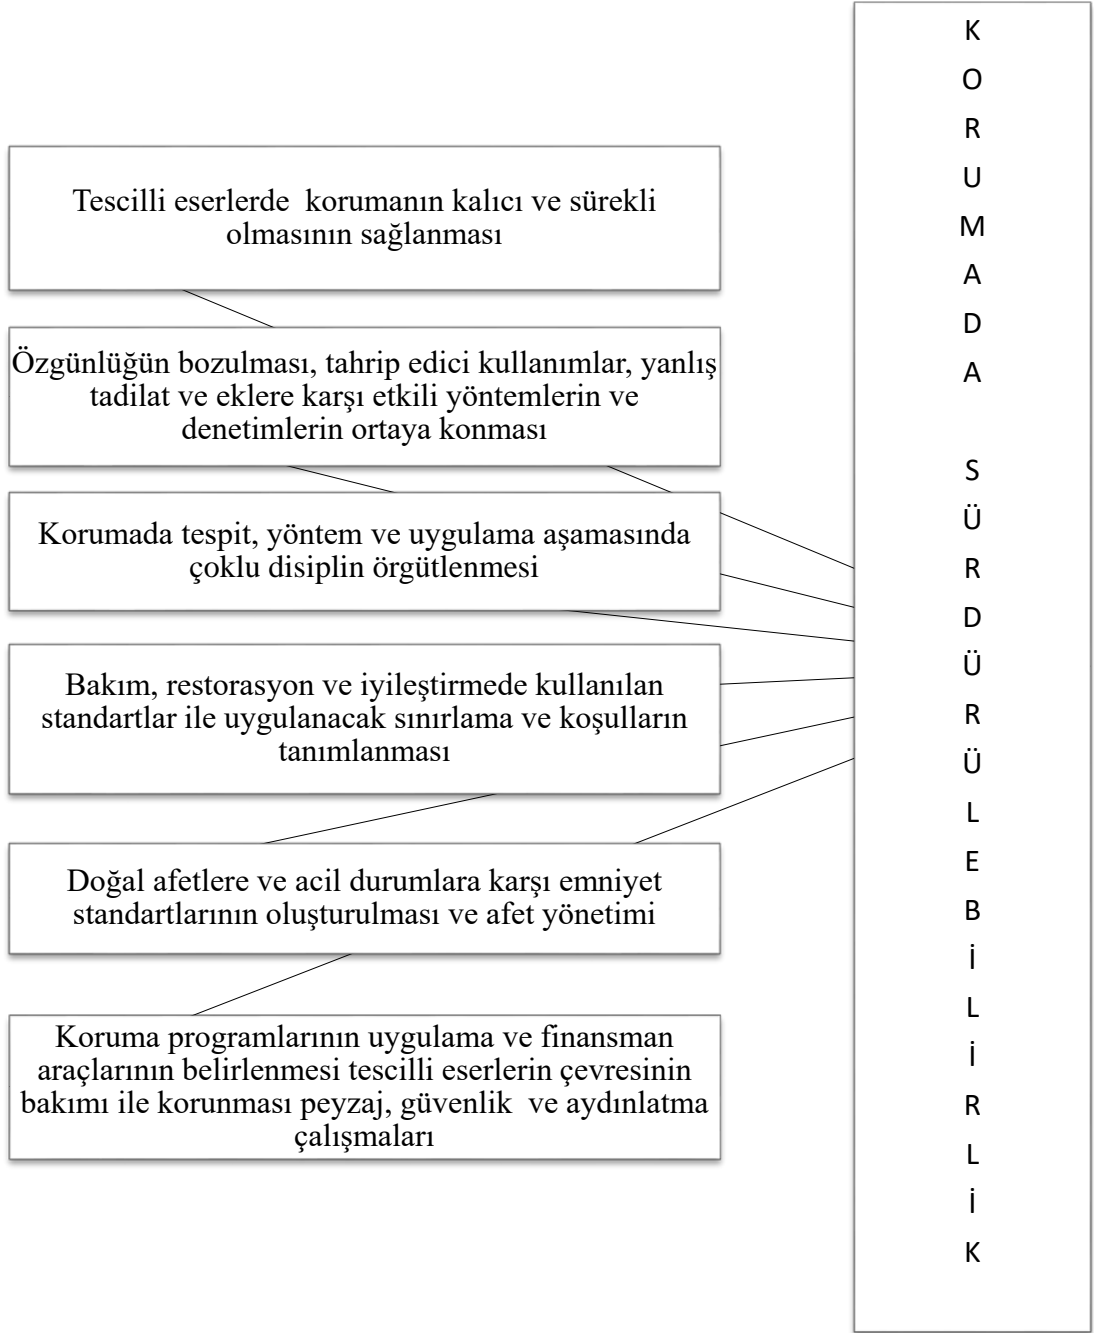 Tescilli eserlerde  korumanın kalıcı ve sürekli
olmasının sağlanması
Özgünlüğün bozulması, tahrip edici kullanımlar, yanlış
tadilat ve eklere karşı etkili yöntemlerin ve
denetimlerin ortaya konması
Korumada tespit, yöntem ve uygulama aşamasında
çoklu disiplin örgütlenmesi
Bakım, restorasyon ve iyileştirmede kullanılan
standartlar ile uygulanacak sınırlama ve koşulların
tanımlanması
Doğal afetlere ve acil durumlara karşı emniyet
standartlarının oluşturulması ve afet yönetimi
Koruma programlarının uygulama ve finansman
araçlarının belirlenmesi tescilli eserlerin çevresinin
bakımı ile korunması peyzaj, güvenlik  ve aydınlatma
çalışmaları
K
O
R
U
M
A
D
A
S
Ü
R
D
Ü
R
Ü
L
E
B
İ
L
İ
R
L
İ
K